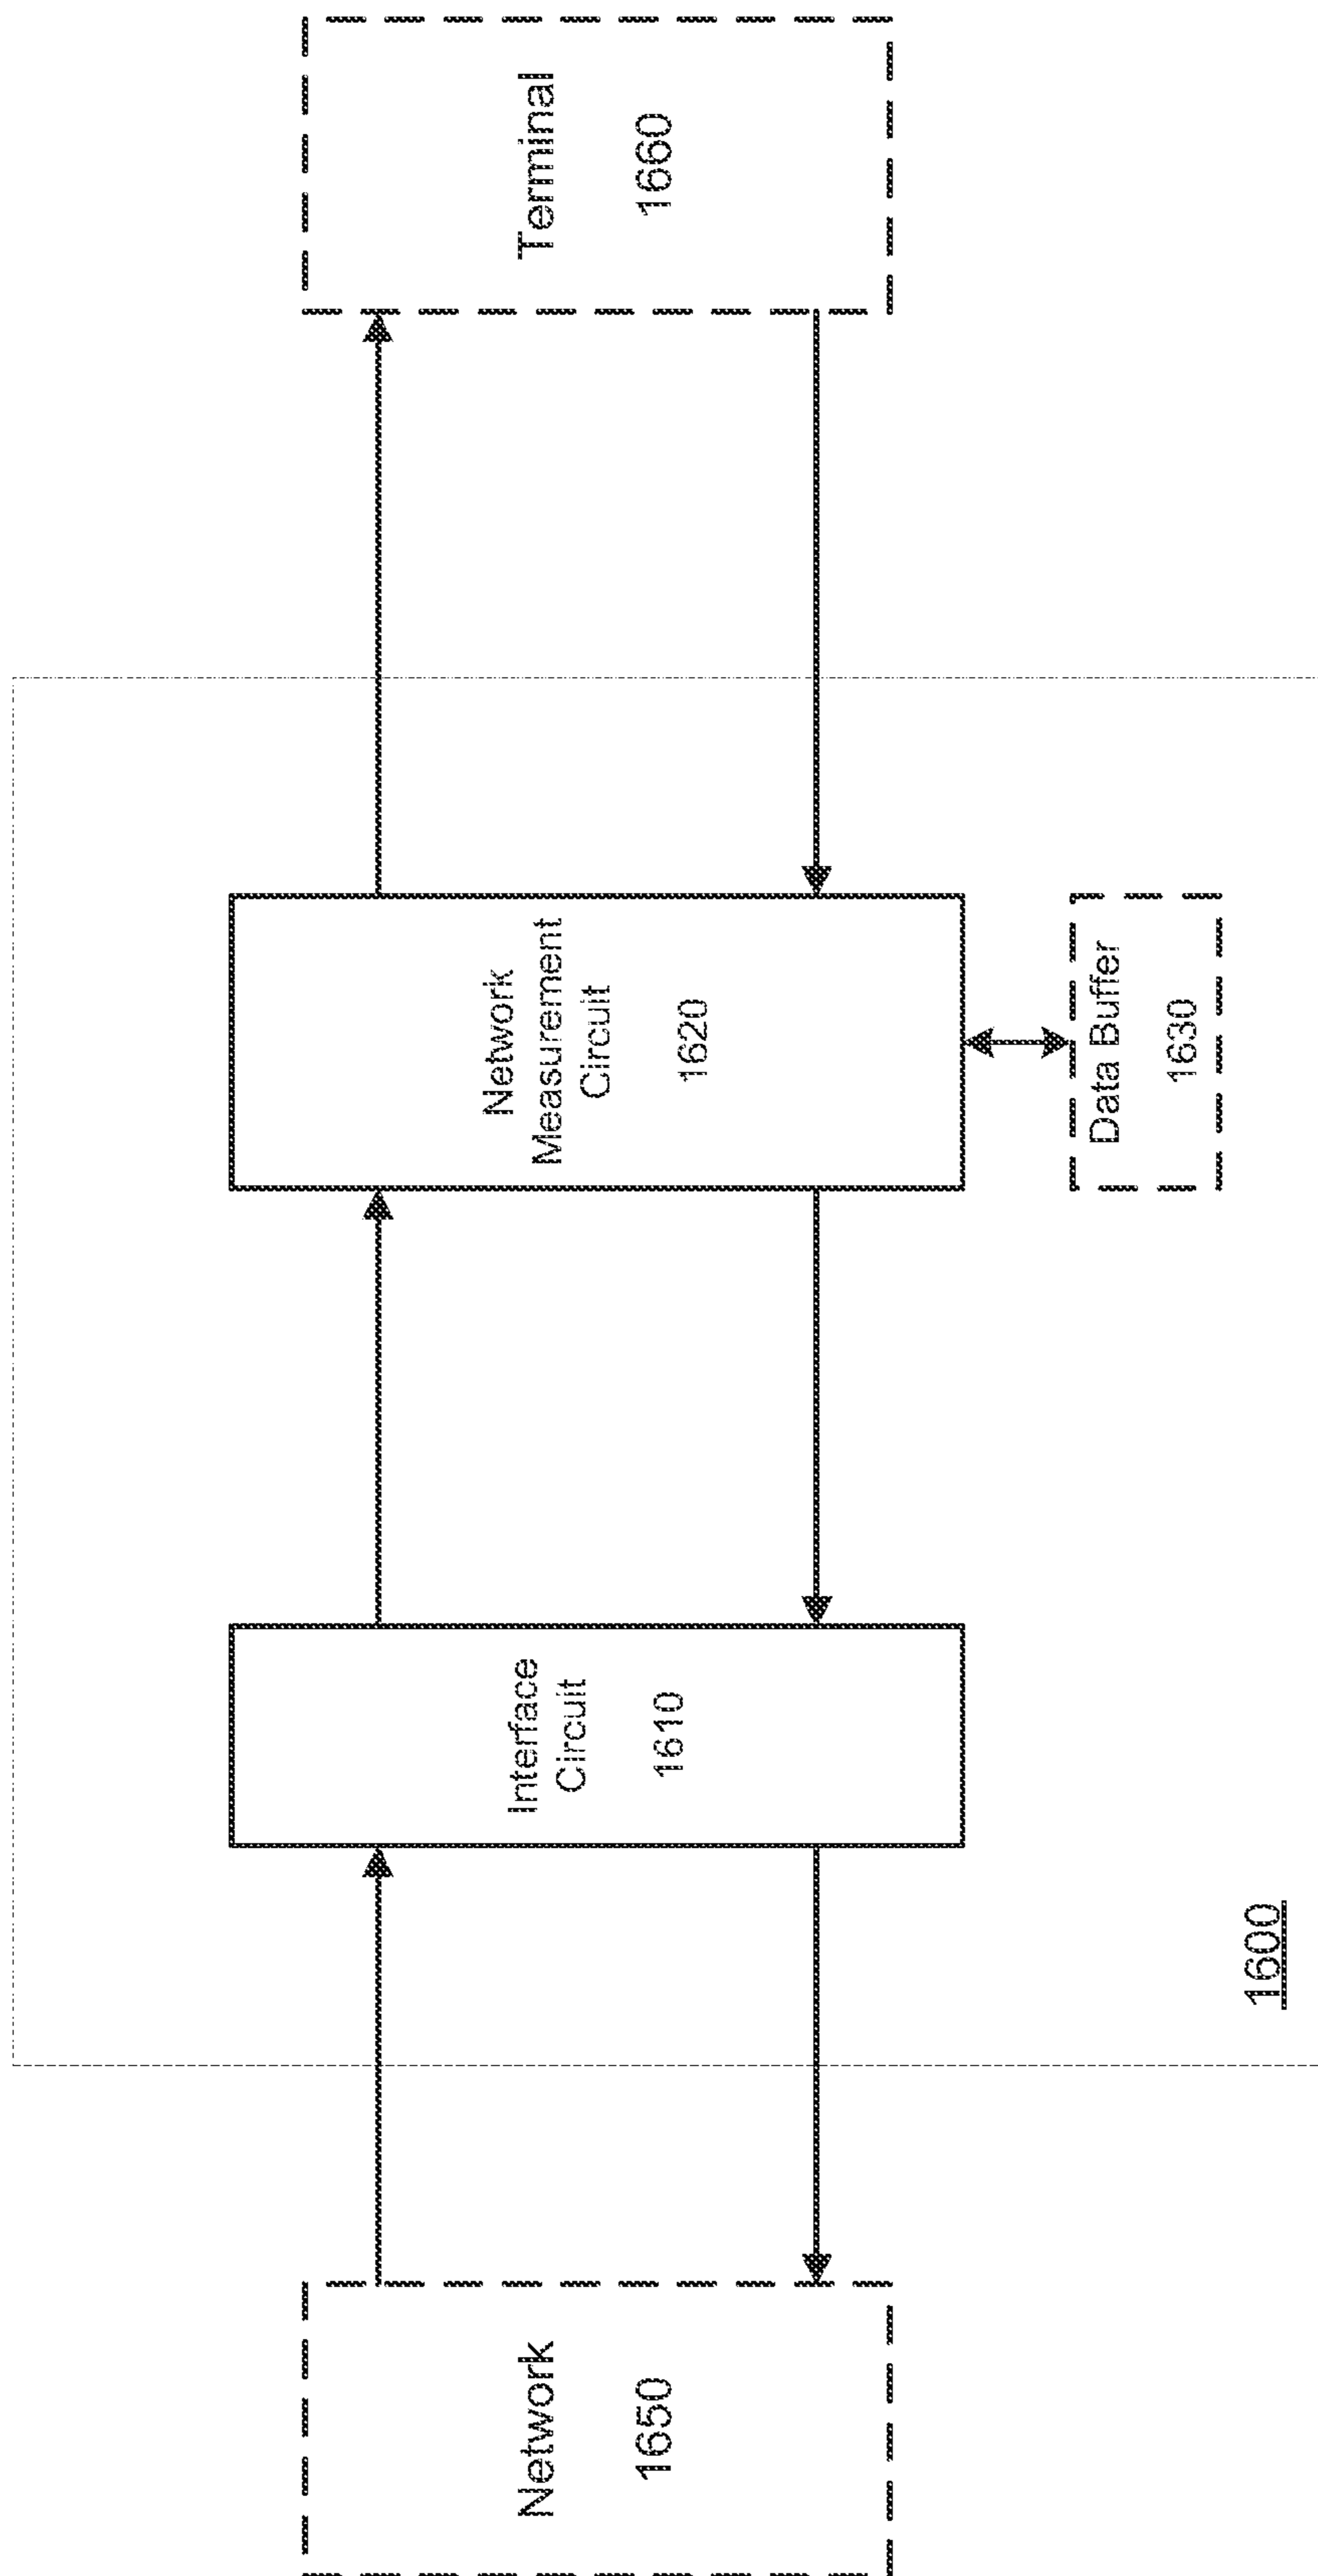 Network
1650
Interface
Circuit
1610
Network
Measurement
Circuit
1620
Data Buffer
1630
Terminal
1660
1600